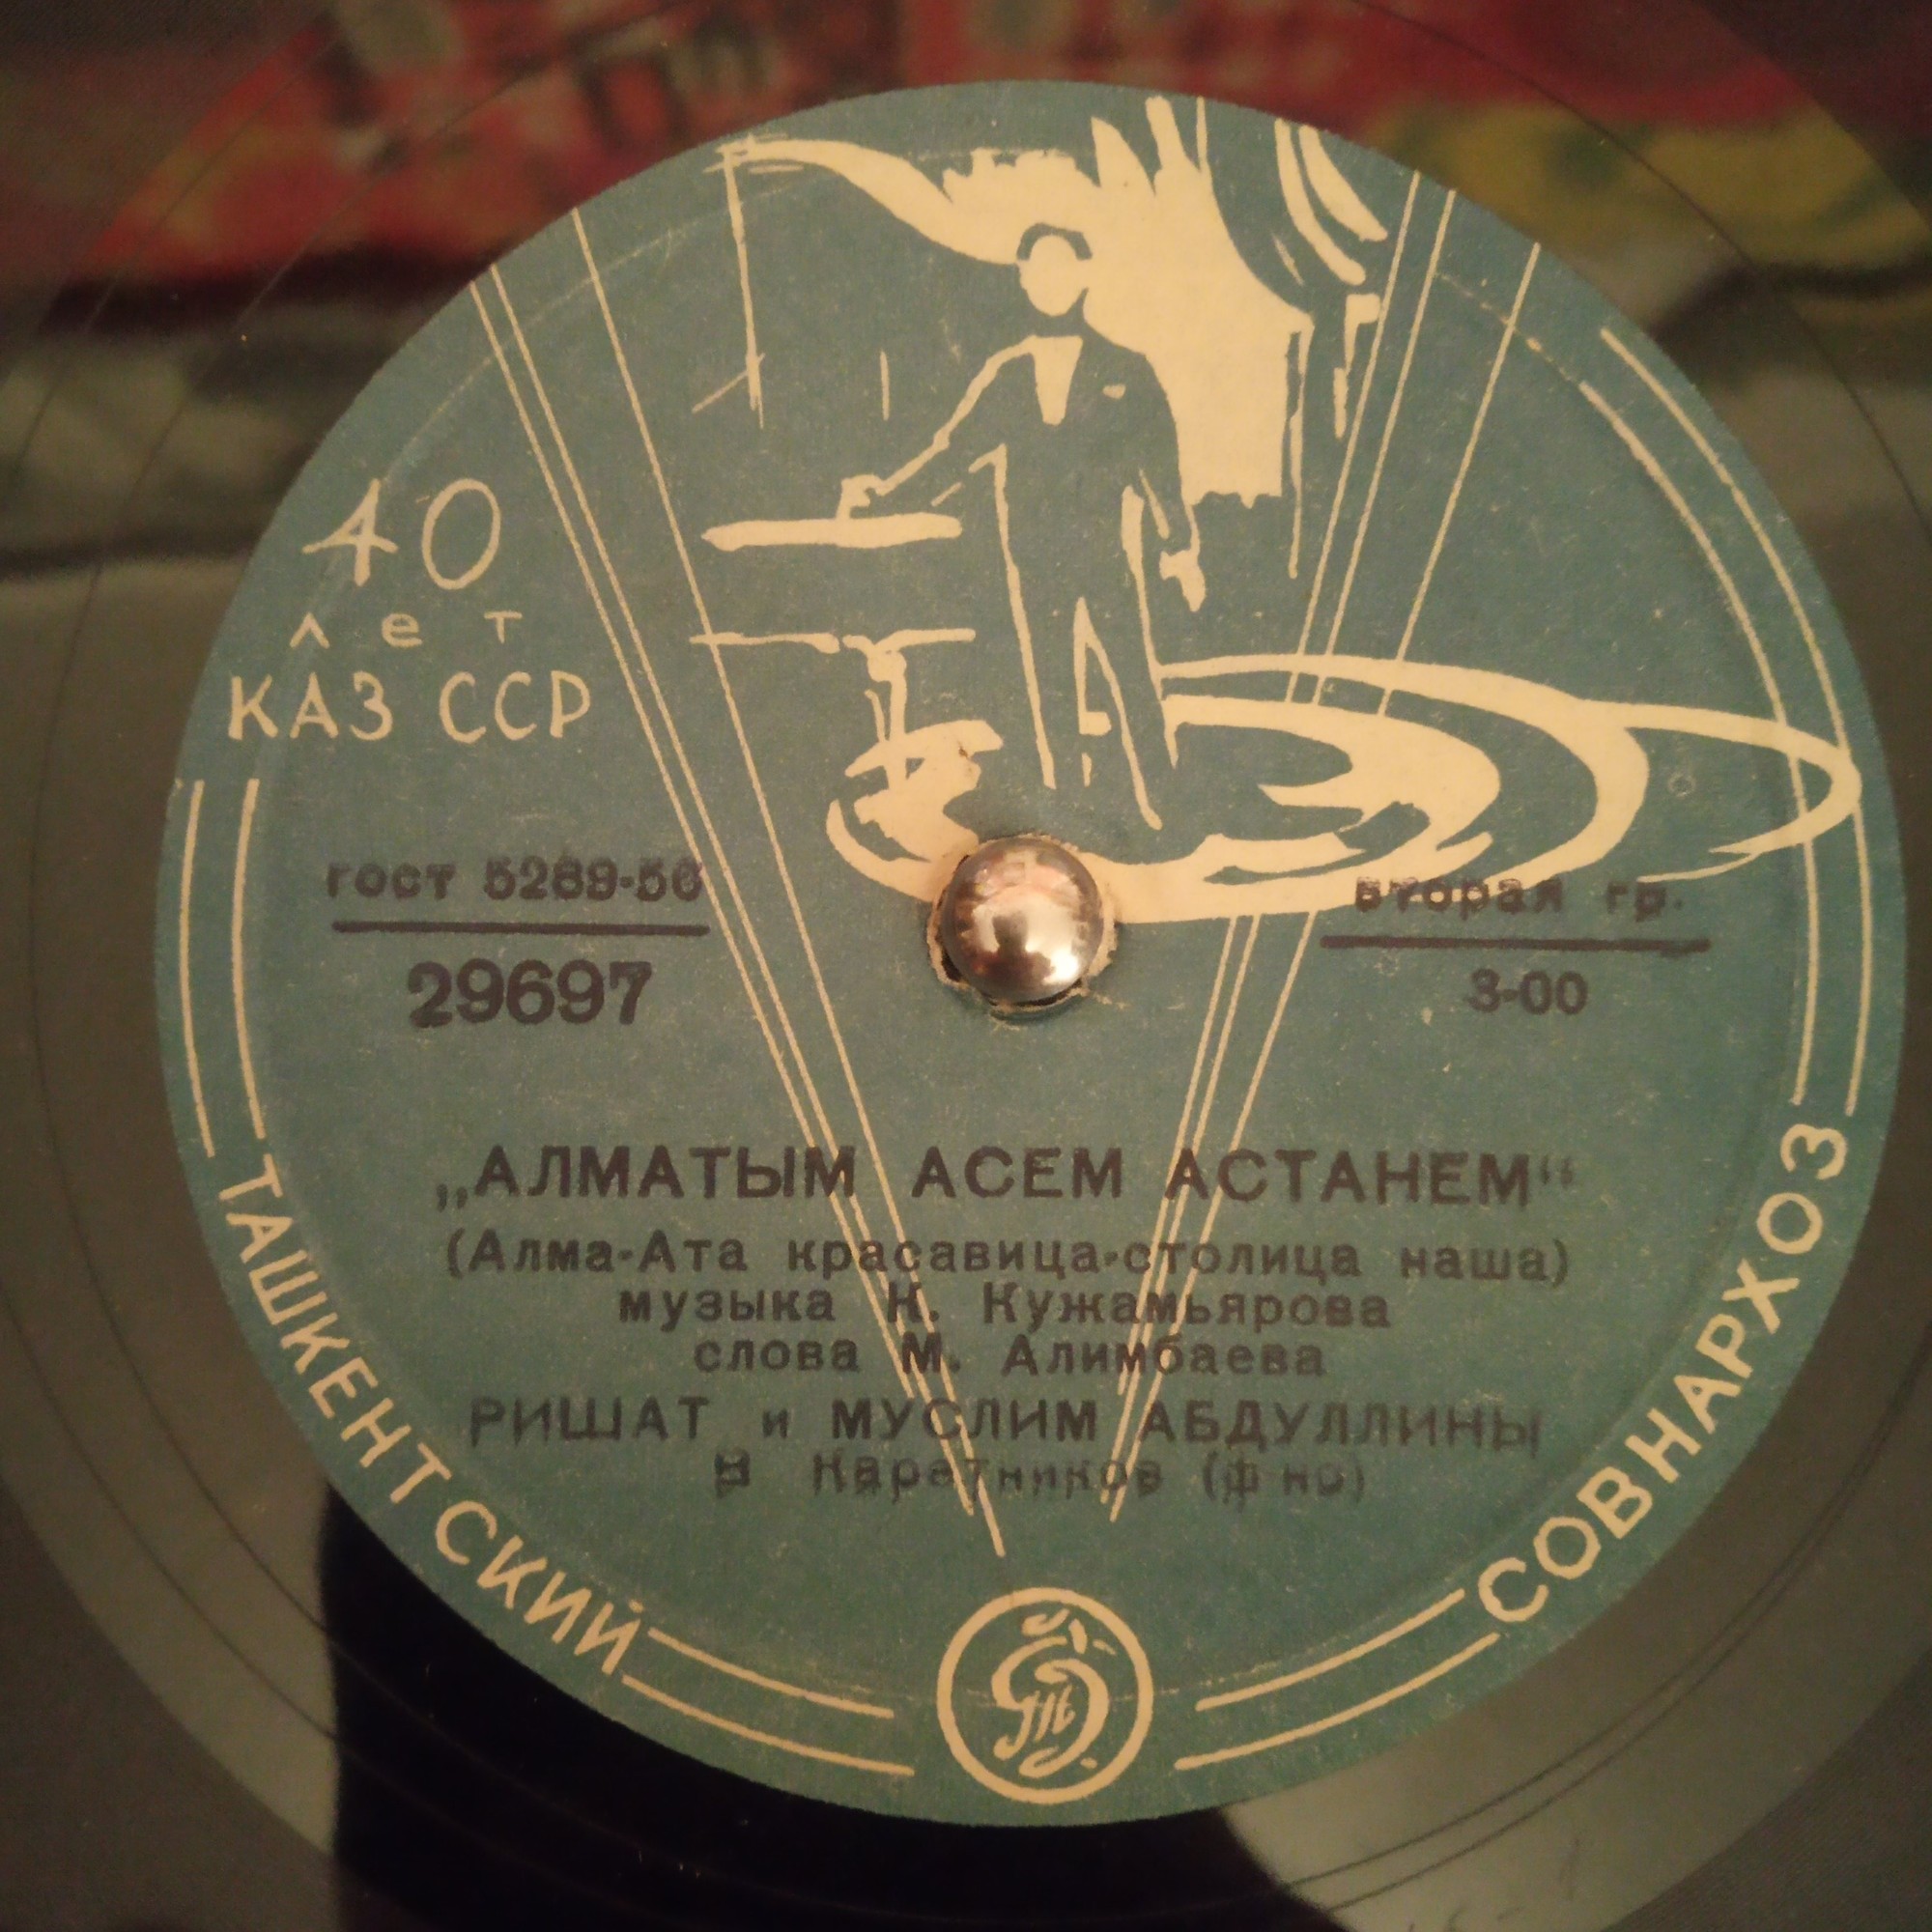 40
лет
КАЗ ССР
гост 5289-56
29697
вторая гр.
3-00
„АЛМАТЫМ АСЕМ АСТАНЕМ“
(Алма-Ата красавица-столица наша)
музыка К. Кужамьярова
слова М. Алимбаева
РИШАТ и МУСЛИМ АБДУЛЛИНЫ
В Каретников (ф но)
ТАШКЕНТСКИЙ СОВНАРХОЗ